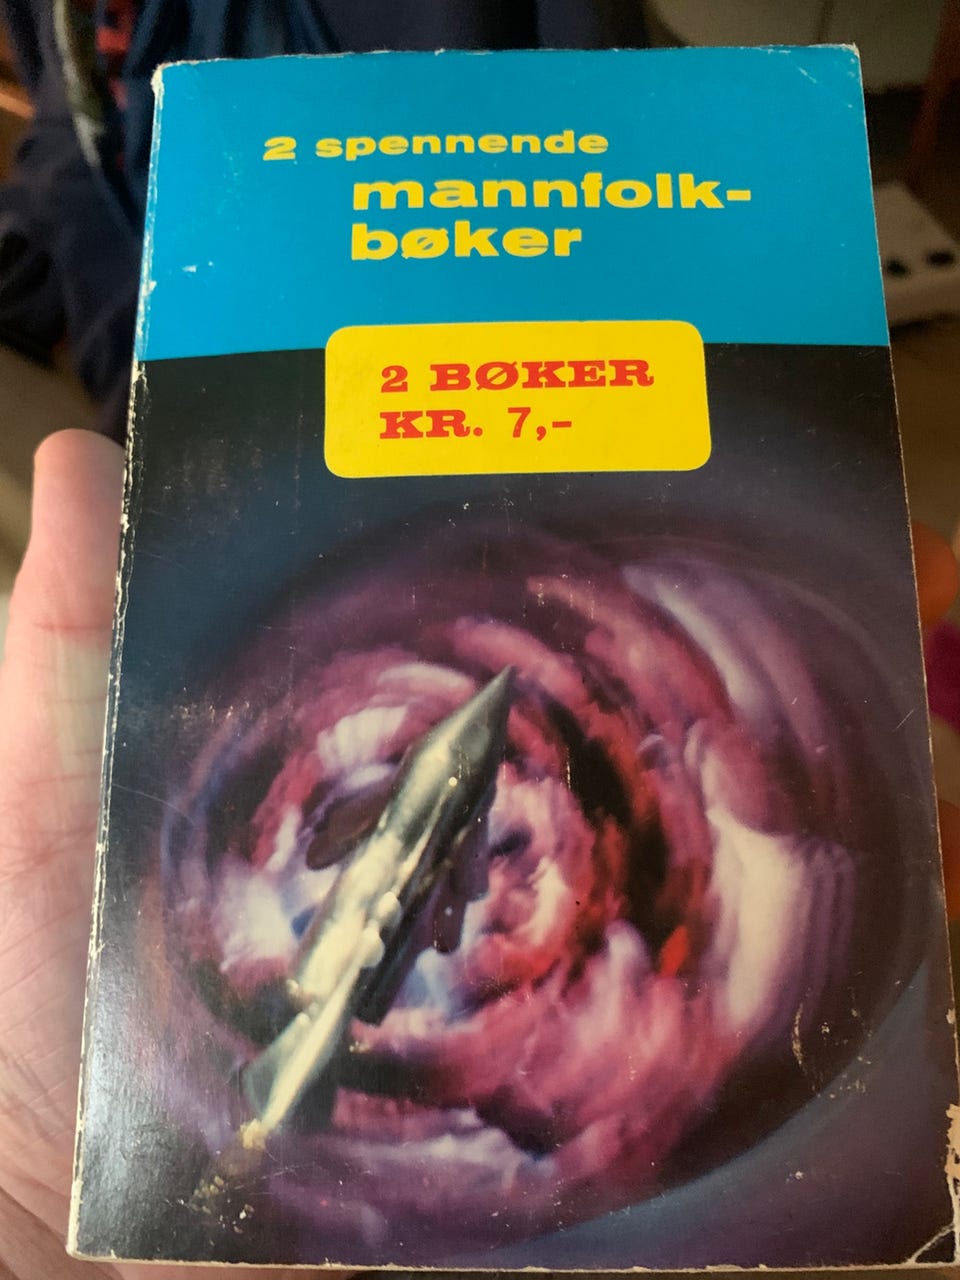 2 spennende
mannfolk-
bøker
2 BØKER
KR. 7,-